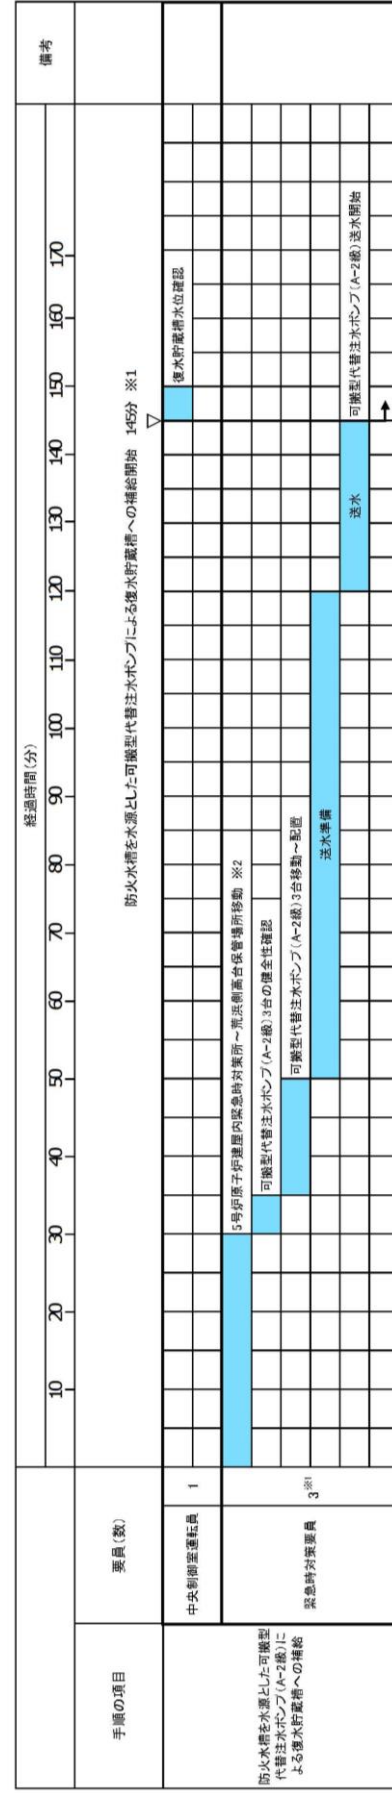 手順の項目
要員(数)
経過時間(分)
備考
10 20 30 40 50 60 70 80 90 100 110 120 130 140 150 160 170
防火水槽を水源とした可搬型代替注水ポンプによる復水貯蔵槽への補給開始 145分 ※1
▽
防火水槽を水源とした可搬型
代替注水ポンプ(A-2級)に
よる復水貯蔵槽への補給
中央制御室運転員
1
復水貯蔵槽水位確認
緊急時対策要員
3※1
5号炉原子炉建屋内緊急時対策所~荒浜側高台保管場所移動 ※2
可搬型代替注水ポンプ(A-2級)3台の健全性確認
可搬型代替注水ポンプ(A-2級)3台移動~配置
送水準備
送水
可搬型代替注水ポンプ(A-2級)送水開始